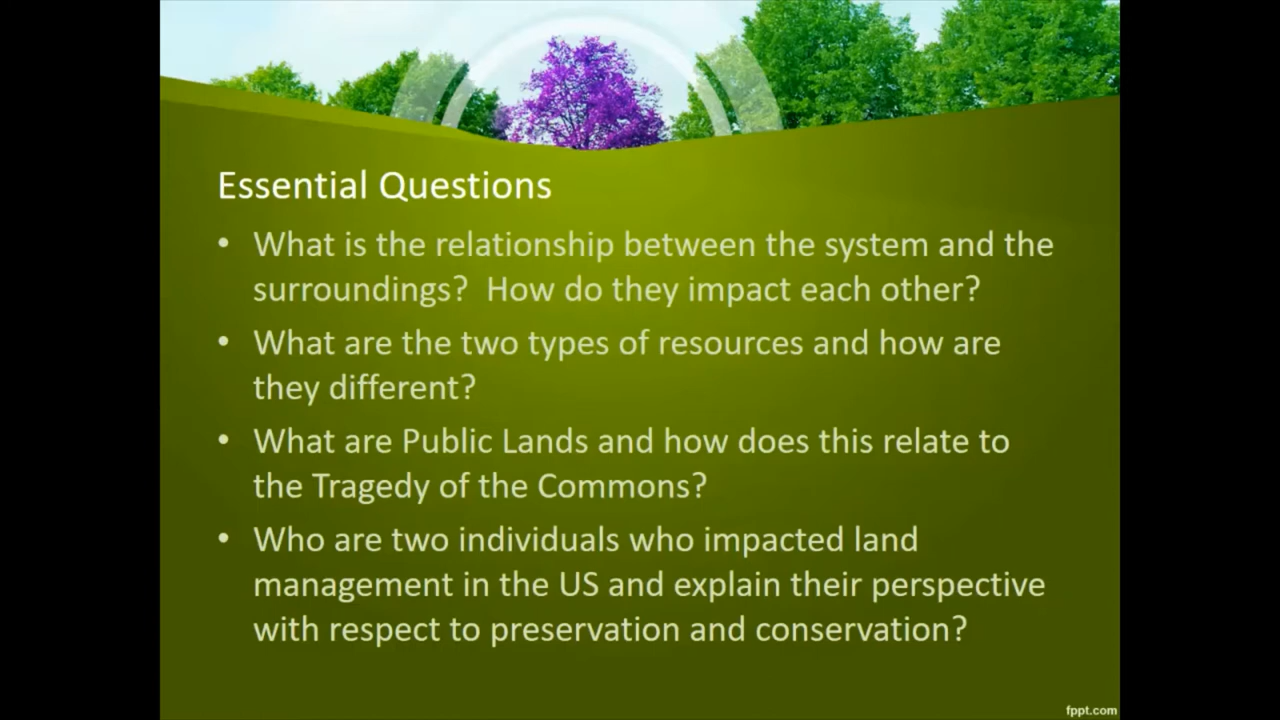 Essential Questions
• What is the relationship between the system and the
surroundings?  How do they impact each other?
• What are the two types of resources and how are
they different?
• What are Public Lands and how does this relate to
the Tragedy of the Commons?
• Who are two individuals who impacted land
management in the US and explain their perspective
with respect to preservation and conservation?
fppt.com